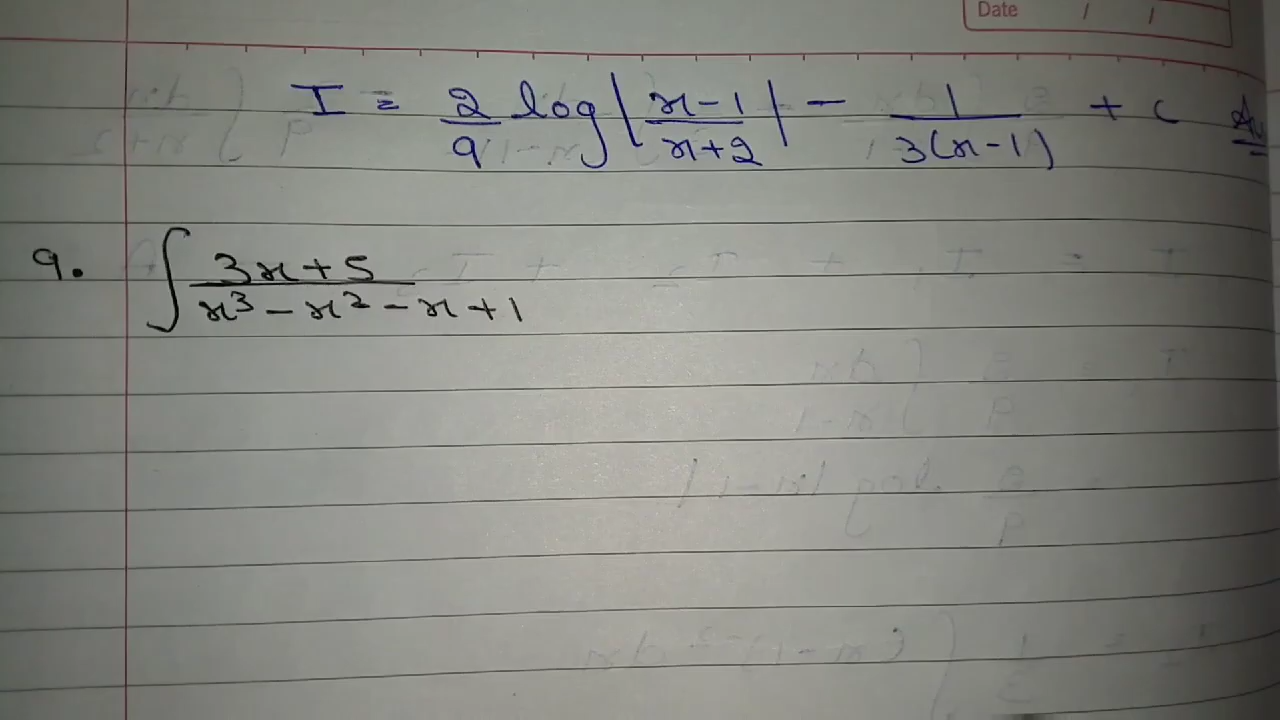 Date / /
I = 2/9 log |x-1/x+2| - 1/3(x-1) + c
9. ∫ 3x+5/x³-x²-x+1